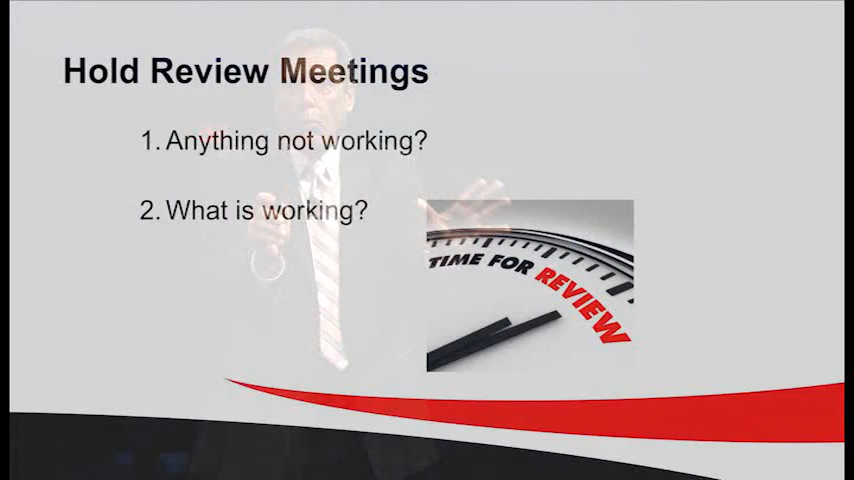 Hold Review Meetings
1. Anything not working?
2. What is working?
TIME FOR REVIEW